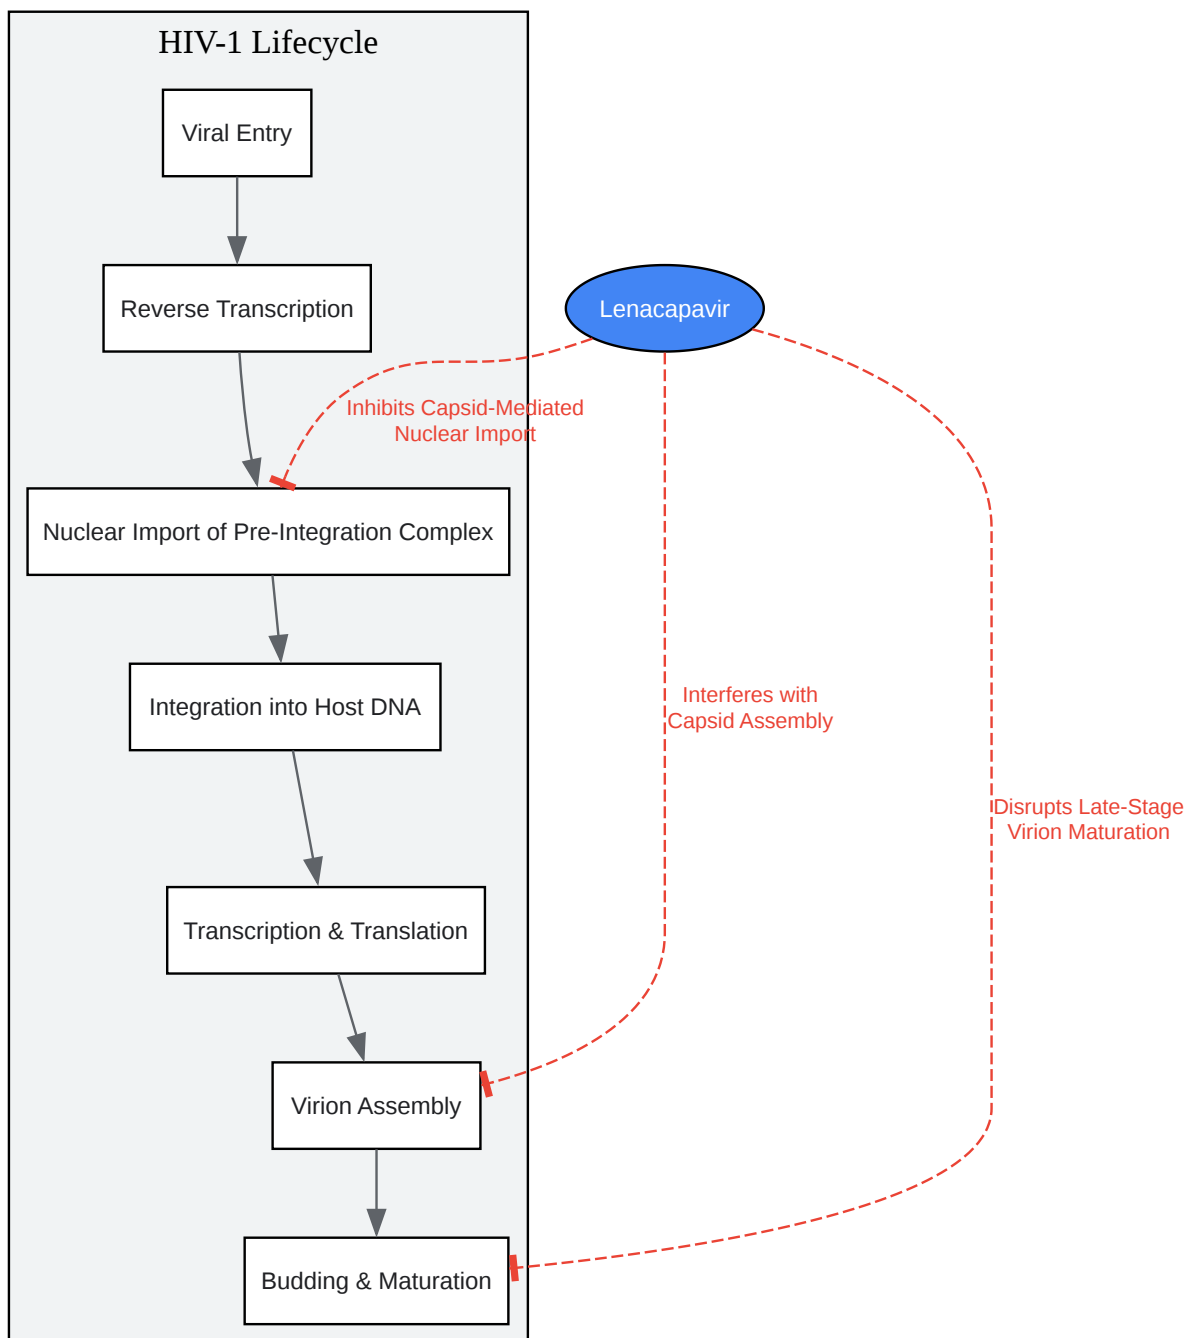 HIV-1 Lifecycle
Viral Entry
Reverse Transcription
Lenacapavir
Inhibits Capsid-Mediated
Nuclear Import
Nuclear Import of Pre-Integration Complex
Integration into Host DNA
Interferes with
Capsid Assembly
Disrupts Late-Stage
Virion Maturation
Transcription & Translation
Virion Assembly
Budding & Maturation